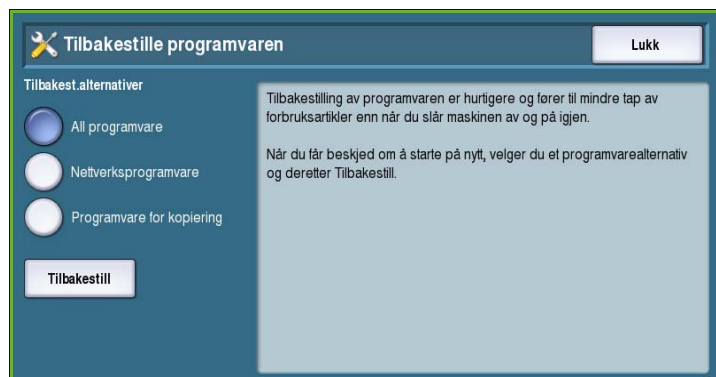 Tilbakestille programvaren
Lukk
Tilbakest.alternativer
All programvare
Nettverksprogramvare
Programvare for kopiering
Tilbakestill
Tilbakestilling av programvaren er hurtigere og fører til mindre tap av
forbruksartikler enn når du slår maskinen av og på igjen.
Når du får beskjed om å starte på nytt, velger du et programvarealternativ
og deretter Tilbakestill.